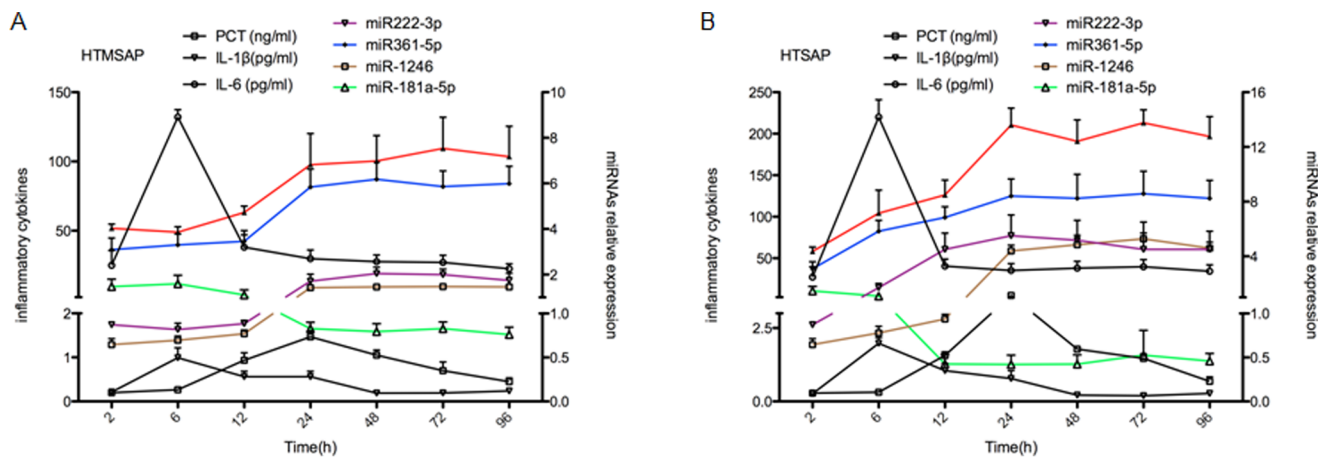 A
HTMSAP
PCT (ng/ml)
IL-1β(pg/ml)
IL-6 (pg/ml)
miR222-3p
miR361-5p
miR-1246
miR-181a-5p
150
100
50
2
1
0
inflammatory cytokines
10
8
6
4
2
1.0
0.5
0.0
miRNAs relative expression
2 6 12 24 48 72 96
Time(h)
B
HTSAP
PCT (ng/ml)
IL-1β(pg/ml)
IL-6 (pg/ml)
miR222-3p
miR361-5p
miR-1246
miR-181a-5p
250
200
150
100
50
2.5
0.0
inflammatory cytokines
16
12
8
4
1.0
0.5
0.0
miRNAs relative expression
2 6 12 24 48 72 96
Time(h)